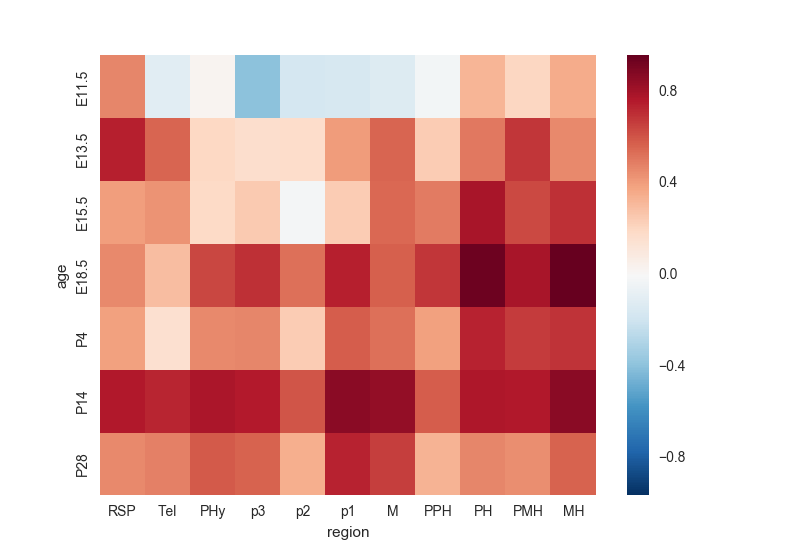 age
E11.5
E13.5
E15.5
E18.5
P4
P14
P28
RSP Tel PHy p3 p2 p1 M PPH PH PMH MH
region
0.8
0.4
0.0
−0.4
−0.8